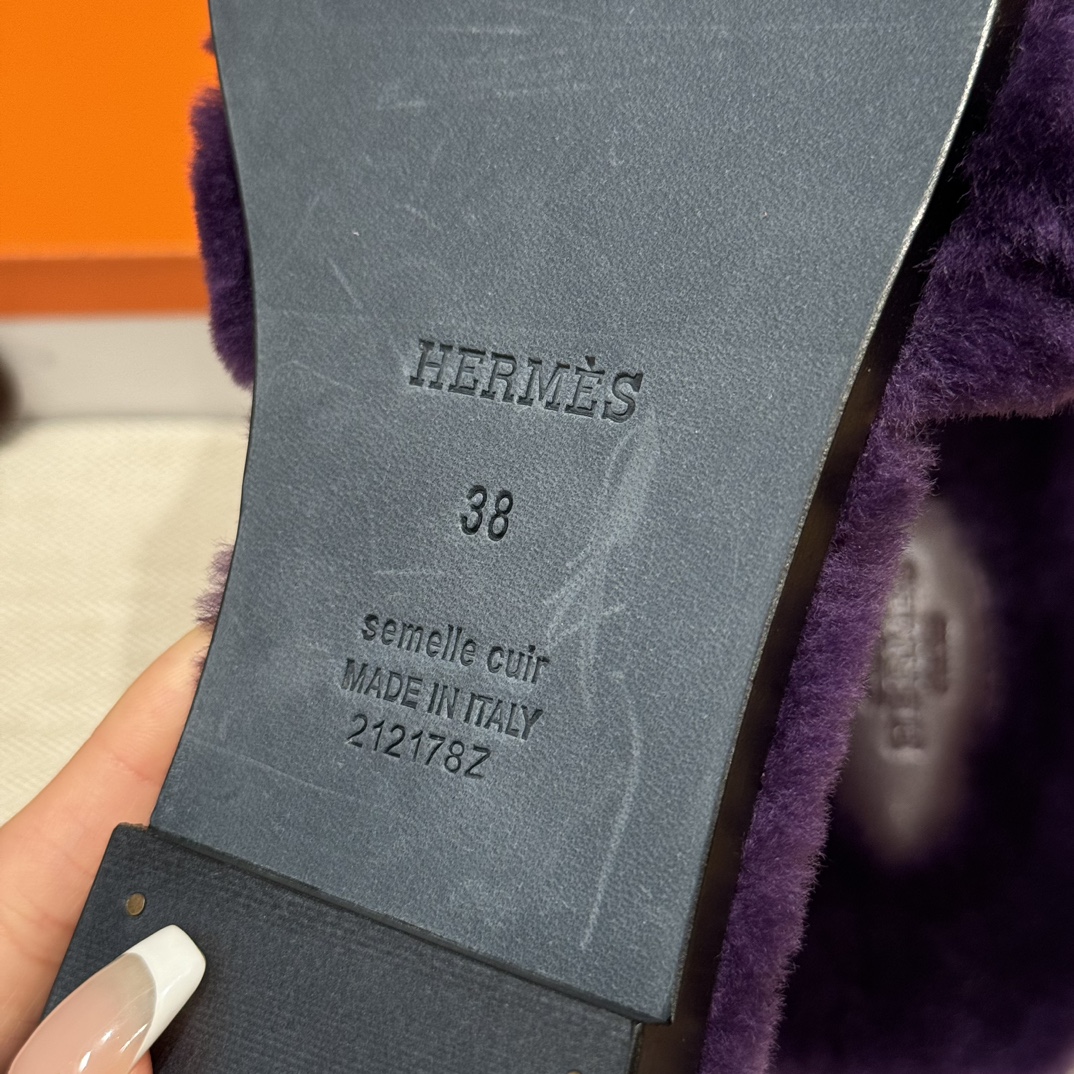 HERMÈS
38
semelle cuir
MADE IN ITALY
212178Z